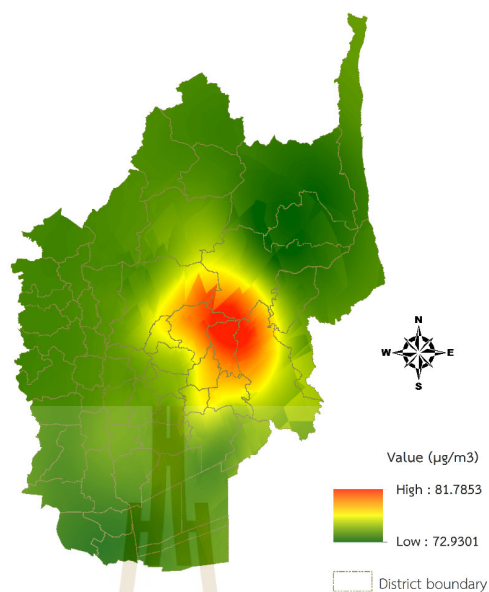 N
W E
S
Value (µg/m3)
High : 81.7853
Low : 72.9301
District boundary